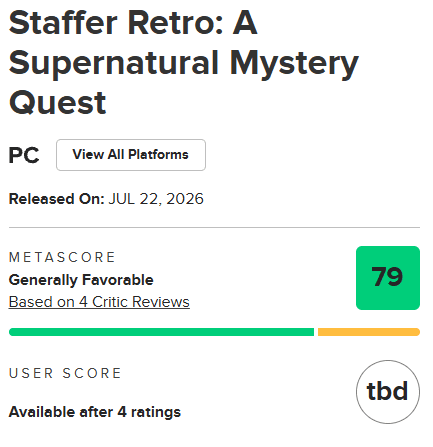 Staffer Retro: A
Supernatural Mystery
Quest
PC View All Platforms
Released On: JUL 22, 2026
METASCORE
Generally Favorable
Based on 4 Critic Reviews
79
USER SCORE
Available after 4 ratings
tbd